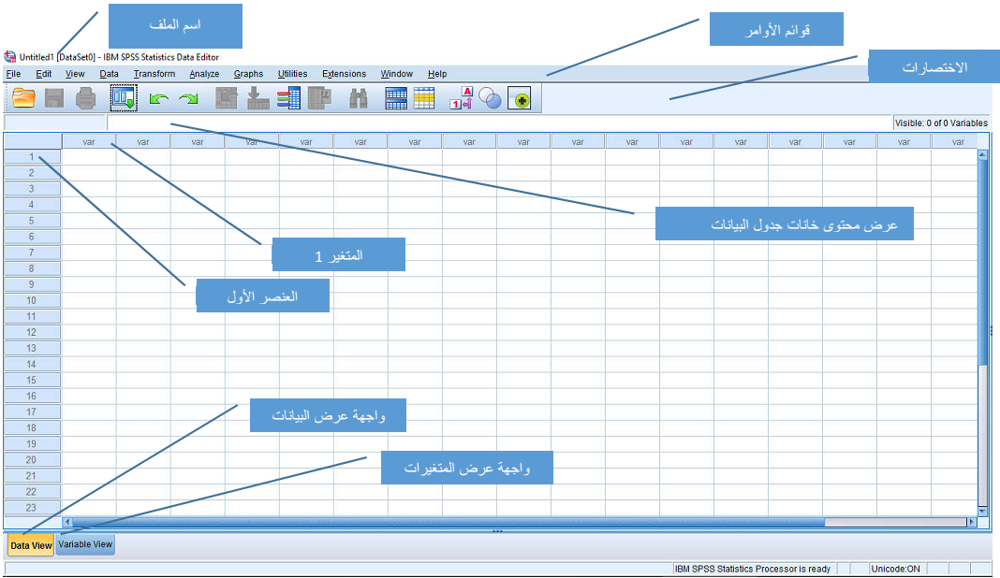 اسم الملف
قوائم الأوامر
Untitled1 [DataSet0] - IBM SPSS Statistics Data Editor
الاختصارات
File Edit View Data Transform Analyze Graphs Utilities Extensions Window Help
Visible: 0 of 0 Variables
var var var var var var var var var var var var var var var var var
1
2
3
4
5
عرض محتوى خانات جدول البيانات
6
7
المتغير 1
8
9
10
العنصر الأول
11
12
13
14
15
16
17
واجهة عرض البيانات
18
19
20
واجهة عرض المتغيرات
21
22
23
Data View Variable View
IBM SPSS Statistics Processor is ready Unicode:ON